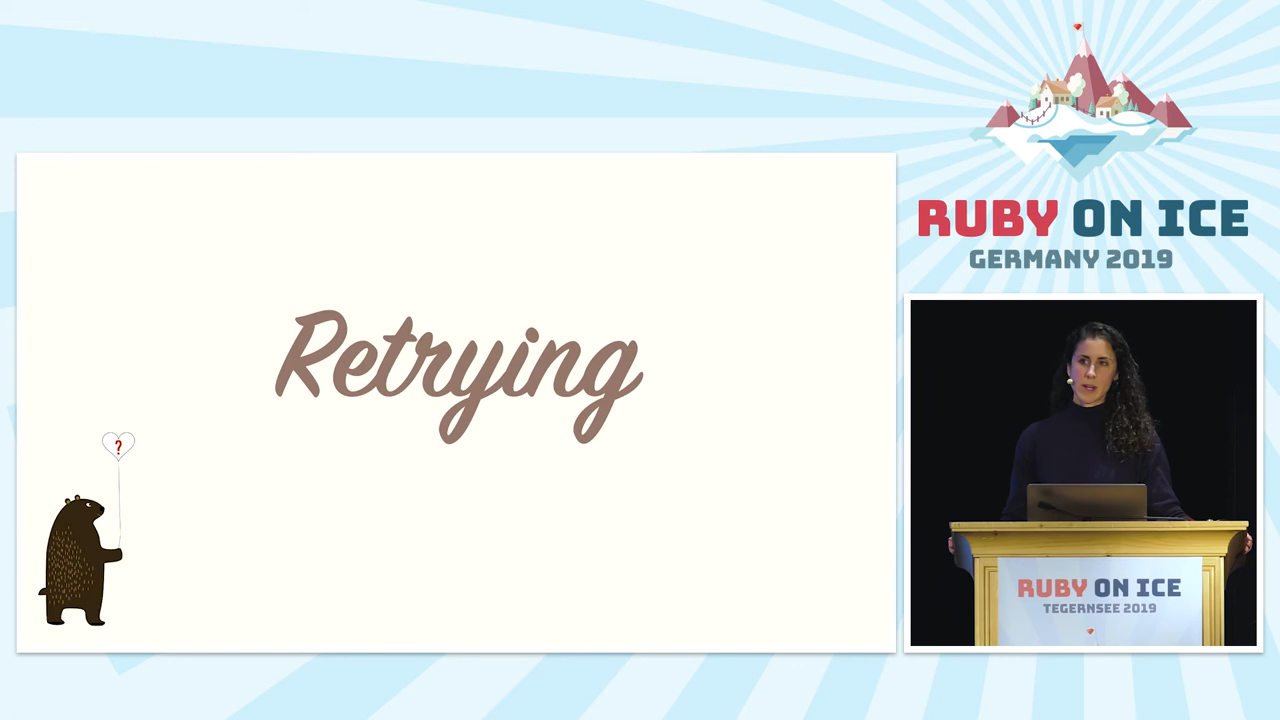 Retrying
?
RUBY ON ICE
GERMANY 2019
RUBY ON ICE
TEGERNSEE 2019